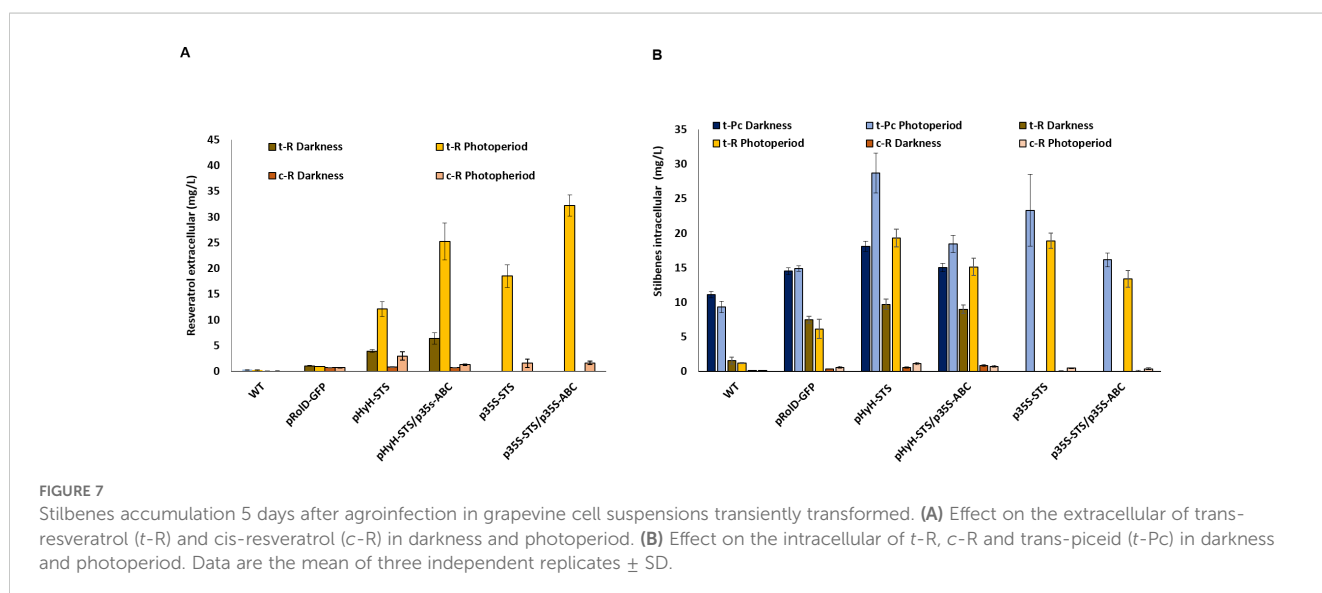 A
Resveratrol extracellular (mg/L)
45
40
35
30
25
20
15
10
5
0
t-R Darkness
t-R Photoperiod
c-R Darkness
c-R Photopheriod
WT
pRolD-GFP
pHyH-STS
pHyH-STS/p35s-ABC
p35S-STS
p35S-STS/p35S-ABC
B
Stilbenes intracellular (mg/L)
35
30
25
20
15
10
5
0
t-Pc Darkness
t-Pc Photoperiod
t-R Darkness
t-R Photoperiod
c-R Darkness
c-R Photoperiod
WT
pRolD-GFP
pHyH-STS
pHyH-STS/p35S-ABC
p35S-STS
p35S-STS/p35S-ABC
FIGURE 7
Stilbenes accumulation 5 days after agroinfection in grapevine cell suspensions transiently transformed. (A) Effect on the extracellular of trans-
resveratrol (t-R) and cis-resveratrol (c-R) in darkness and photoperiod. (B) Effect on the intracellular of t-R, c-R and trans-piceid (t-Pc) in darkness
and photoperiod. Data are the mean of three independent replicates ± SD.